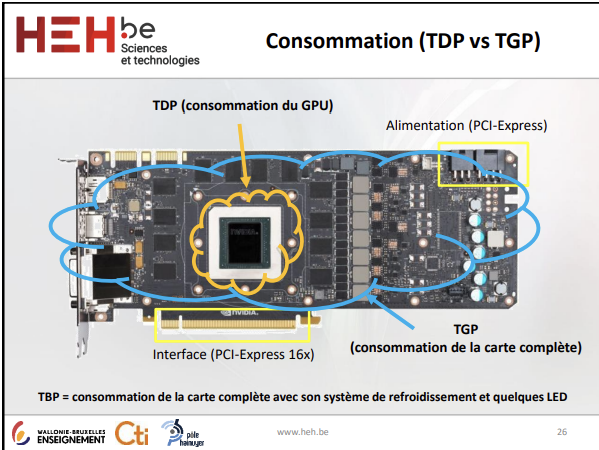 HEH.be
Sciences
et technologies
Consommation (TDP vs TGP)
TDP (consommation du GPU)
Alimentation (PCI-Express)
NVIDIA.
TGP
(consommation de la carte complète)
Interface (PCI-Express 16x)
TBP = consommation de la carte complète avec son système de refroidissement et quelques LED
WALLONIE-BRUXELLES
ENSEIGNEMENT
Cti
pôle
hainuyer
www.heh.be
26